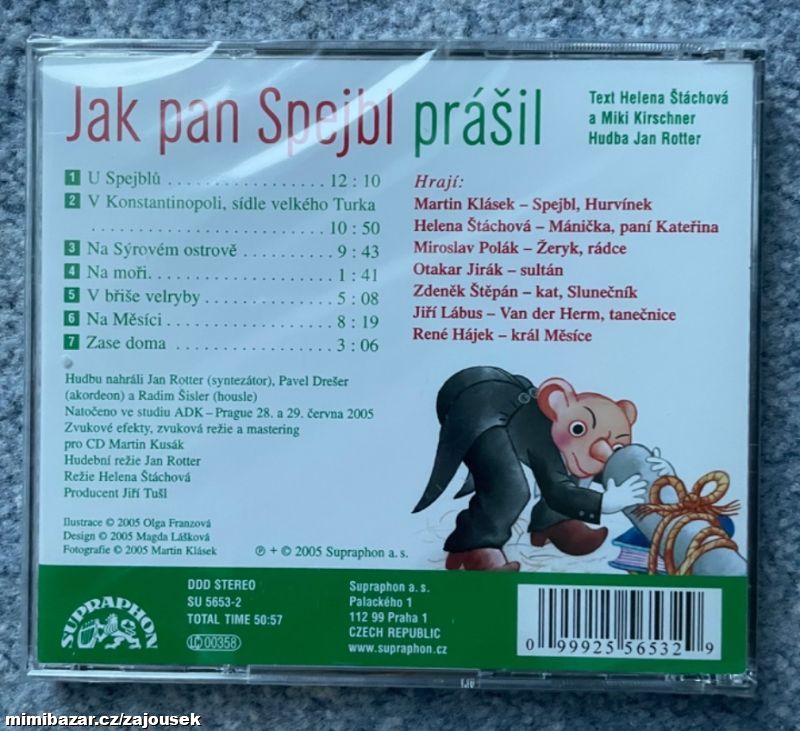 Jak pan Spejbl prášil
Text Helena Štáchová
a Miki Kirschner
Hudba Jan Rotter
1 U Spejblů ................. 12 : 10
2 V Konstantinopoli, sídle velkého Turka
................. 10 : 50
3 Na Sýrovém ostrově ......... 9 : 43
4 Na moři ................. 1 : 41
5 V břiše velryby ............. 5 : 08
6 Na Měsíci ................. 8 : 19
7 Zase doma ................. 3 : 06
Hrají:
Martin Klásek – Spejbl, Hurvínek
Helena Štáchová – Mánička, paní Kateřina
Miroslav Polák – Žeryk, rádce
Otakar Jirák – sultán
Zdeněk Štěpán – kat, Slunečník
Jiří Lábus – Van der Herm, tanečnice
René Hájek – král Měsíce
Hudbu nahráli Jan Rotter (syntezátor), Pavel Drešer
(akordeon) a Radim Šisler (housle)
Natočeno ve studiu ADK – Prague 28. a 29. června 2005
Zvukové efekty, zvuková režie a mastering
pro CD Martin Kusák
Hudební režie Jan Rotter
Režie Helena Štáchová
Producent Jiří Tušl
Ilustrace © 2005 Olga Franzová
Design © 2005 Magda Lášková
Fotografie © 2005 Martin Klásek
℗ + © 2005 Supraphon a. s.
SUPRAPHON
DDD STEREO
SU 5653-2
TOTAL TIME 50:57
LC 00358
Supraphon a. s.
Palackého 1
112 99 Praha 1
CZECH REPUBLIC
www.supraphon.cz
0 99925 56532 9
mimibazar.cz/zajousek